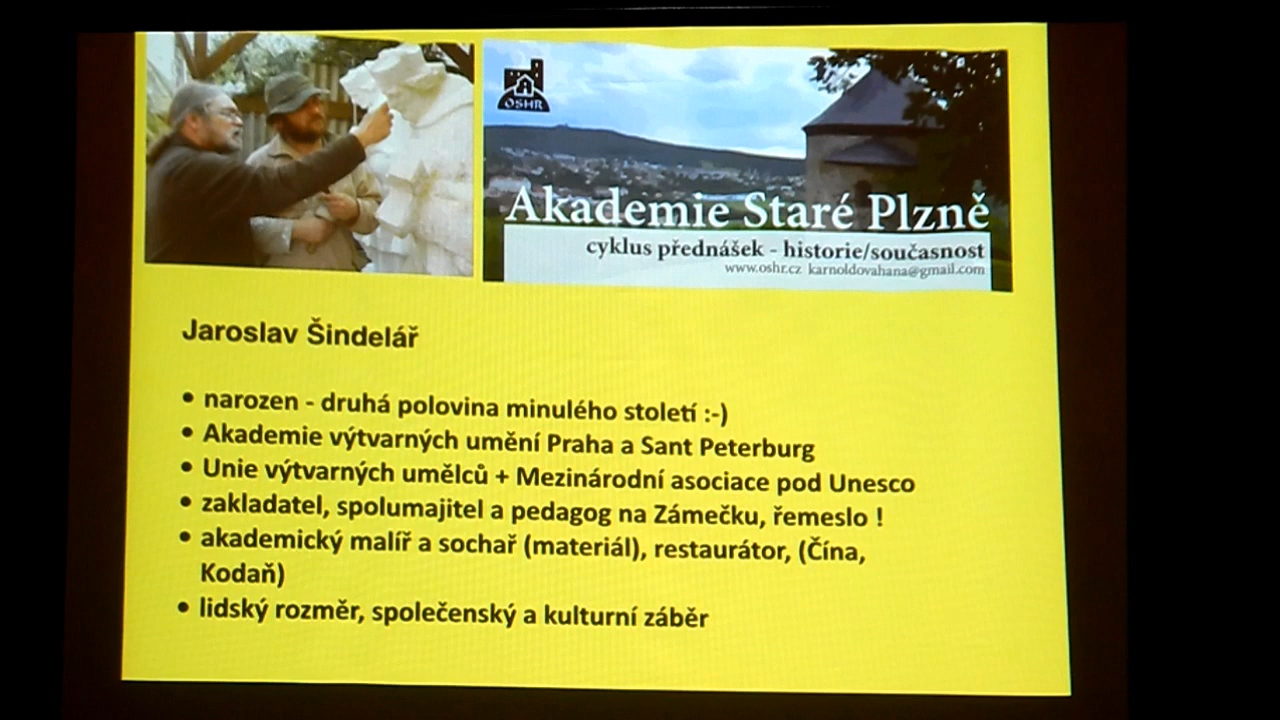 OSHR
Akademie Staré Plzně
cyklus přednášek - historie/současnost
www.oshr.cz karnoldovahana@gmail.com
Jaroslav Šindelář
• narozen - druhá polovina minulého století :-)
• Akademie výtvarných umění Praha a Sant Peterburg
• Unie výtvarných umělců + Mezinárodní asociace pod Unesco
• zakladatel, spolumajitel a pedagog na Zámečku, řemeslo !
• akademický malíř a sochař (materiál), restaurátor, (Čína,
Kodaň)
• lidský rozměr, společenský a kulturní záběr